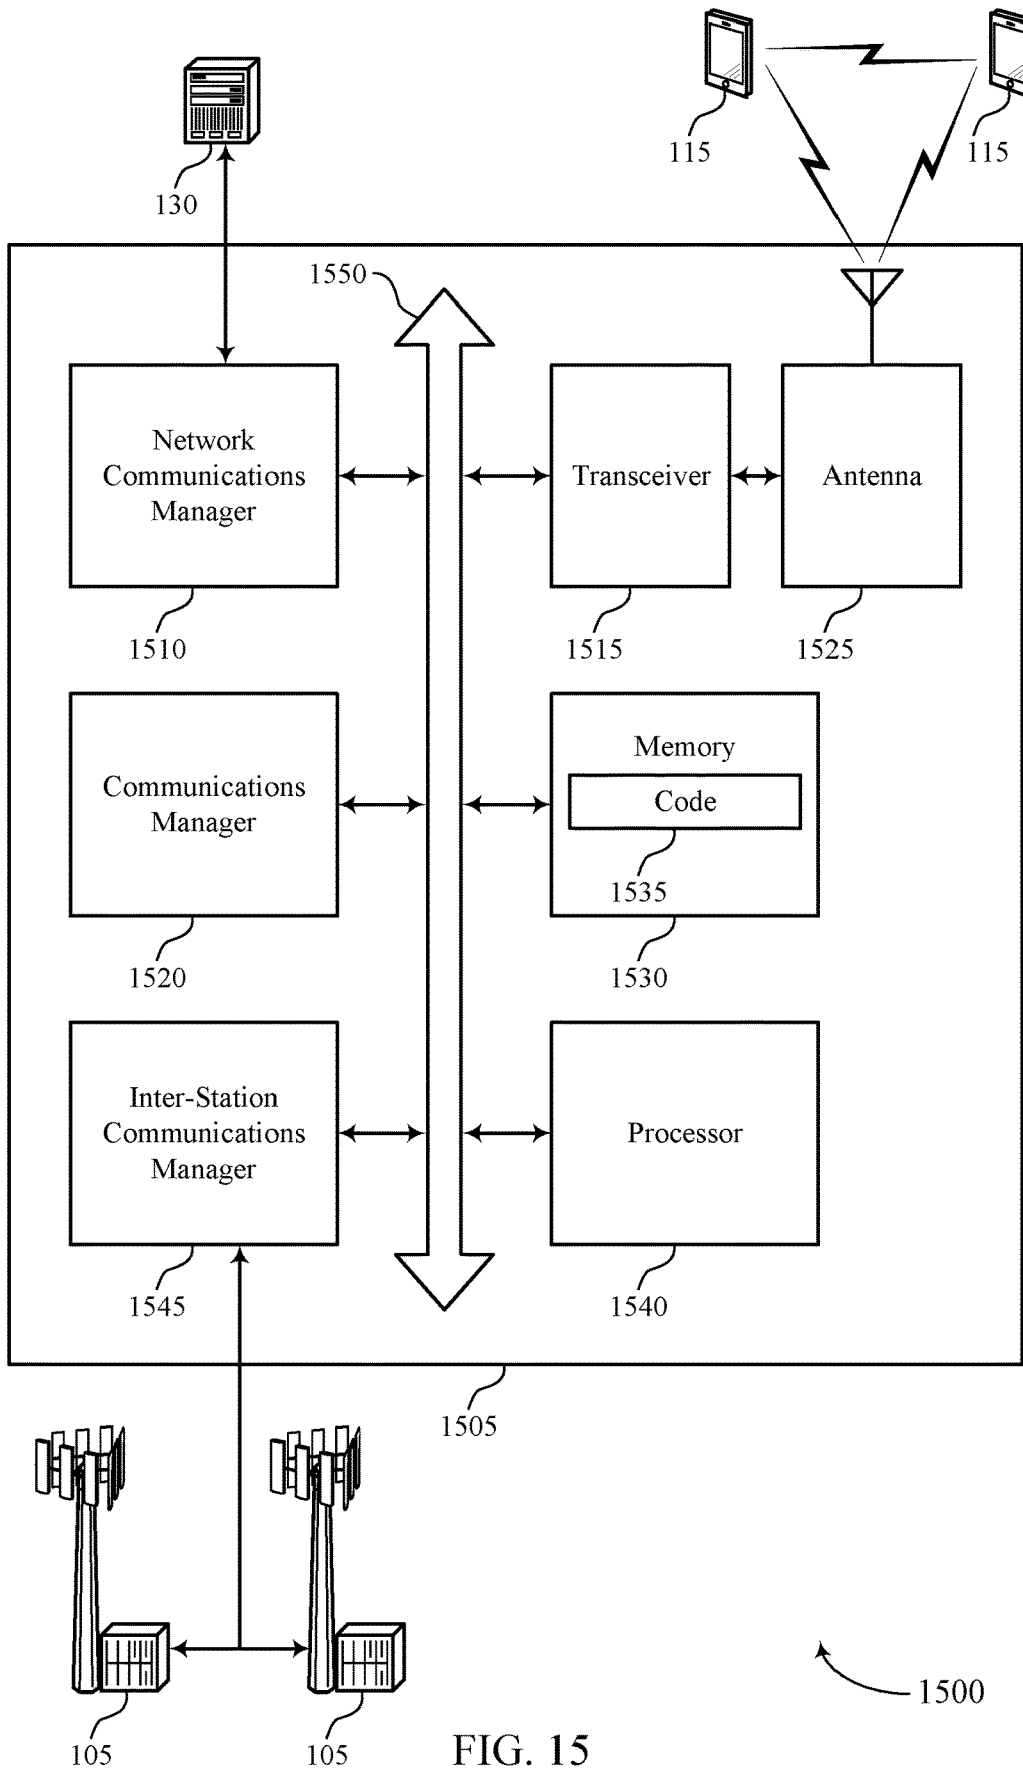 115
115
130
1550
Network
Communications
Manager
Transceiver
Antenna
1510
1515
1525
Communications
Manager
Memory
Code
1535
1520
1530
Inter-Station
Communications
Manager
Processor
1545
1540
1505
1500
105
105
FIG. 15